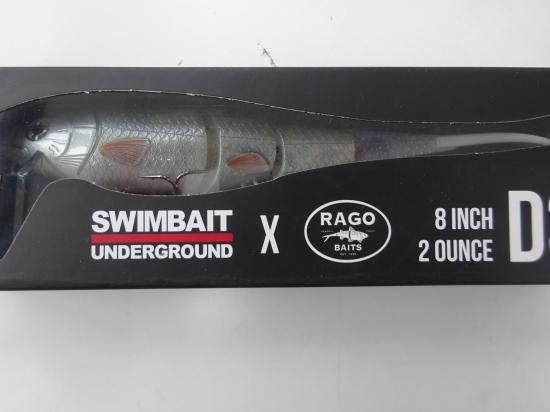 SWIMBAIT
UNDERGROUND
X
RAGO
BAITS
8 INCH
2 OUNCE